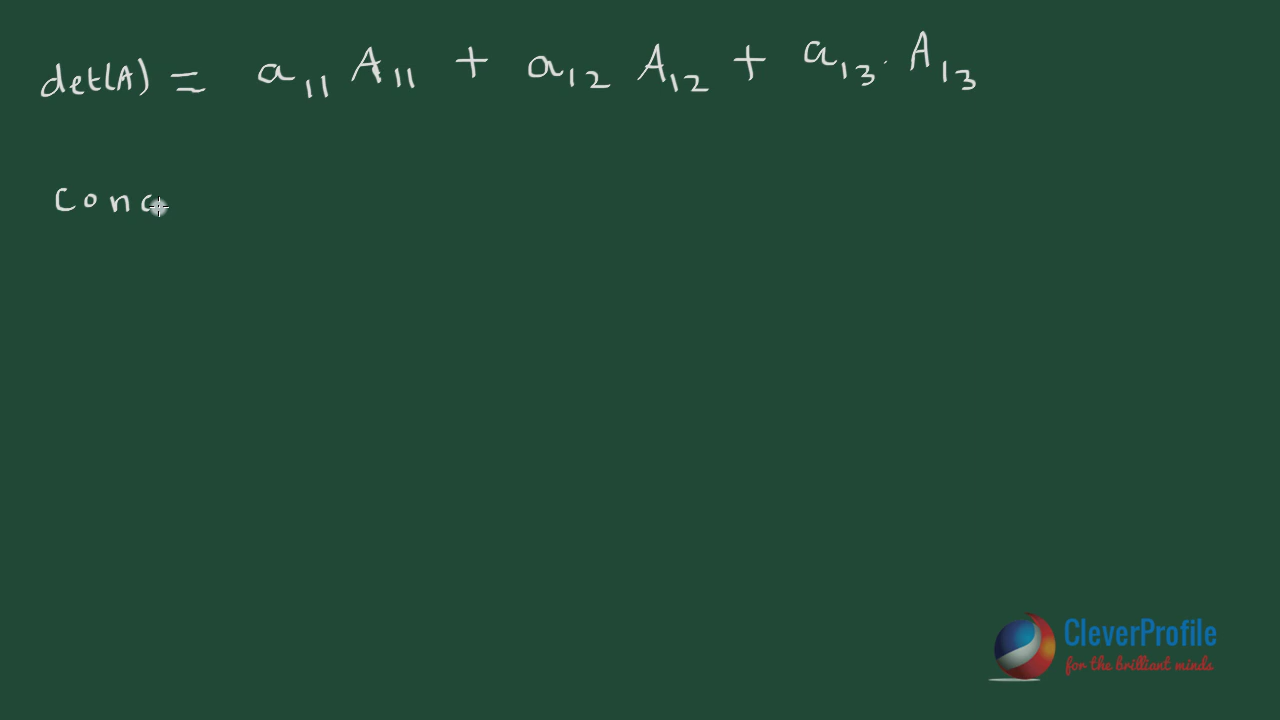 det(A) = a₁₁ A₁₁ + a₁₂ A₁₂ + a₁₃ . A₁₃
Conc
CleverProfile
for the brilliant minds